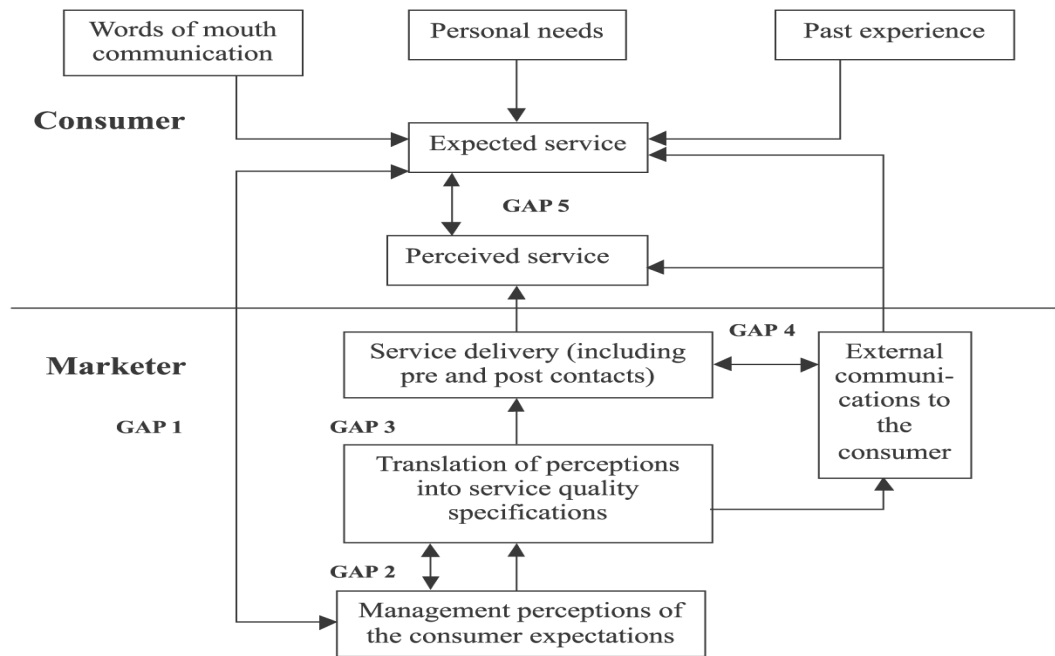 Words of mouth
communication
Personal needs
Past experience
Consumer
Expected service
GAP 5
Perceived service
GAP 4
Marketer
Service delivery (including
pre and post contacts)
External
communi-
cations to
the
consumer
GAP 1
GAP 3
Translation of perceptions
into service quality
specifications
GAP 2
Management perceptions of
the consumer expectations